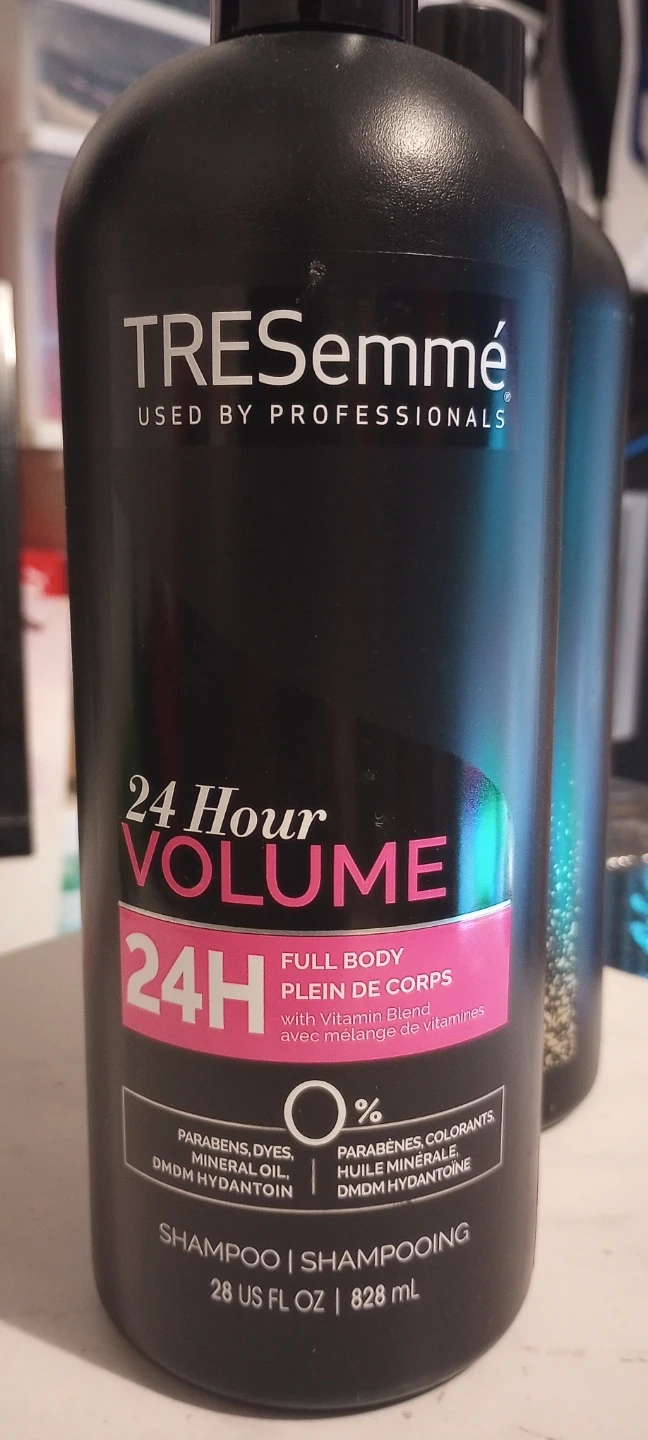 TRESemmé®
USED BY PROFESSIONALS
24 Hour
VOLUME
24H
FULL BODY
PLEIN DE CORPS
with Vitamin Blend
avec mélange de vitamines
0%
PARABENS, DYES,
MINERAL OIL,
DMDM HYDANTOIN
PARABÈNES, COLORANTS,
HUILE MINÉRALE,
DMDM HYDANTOÏNE
SHAMPOO | SHAMPOOING
28 US FL OZ | 828 mL